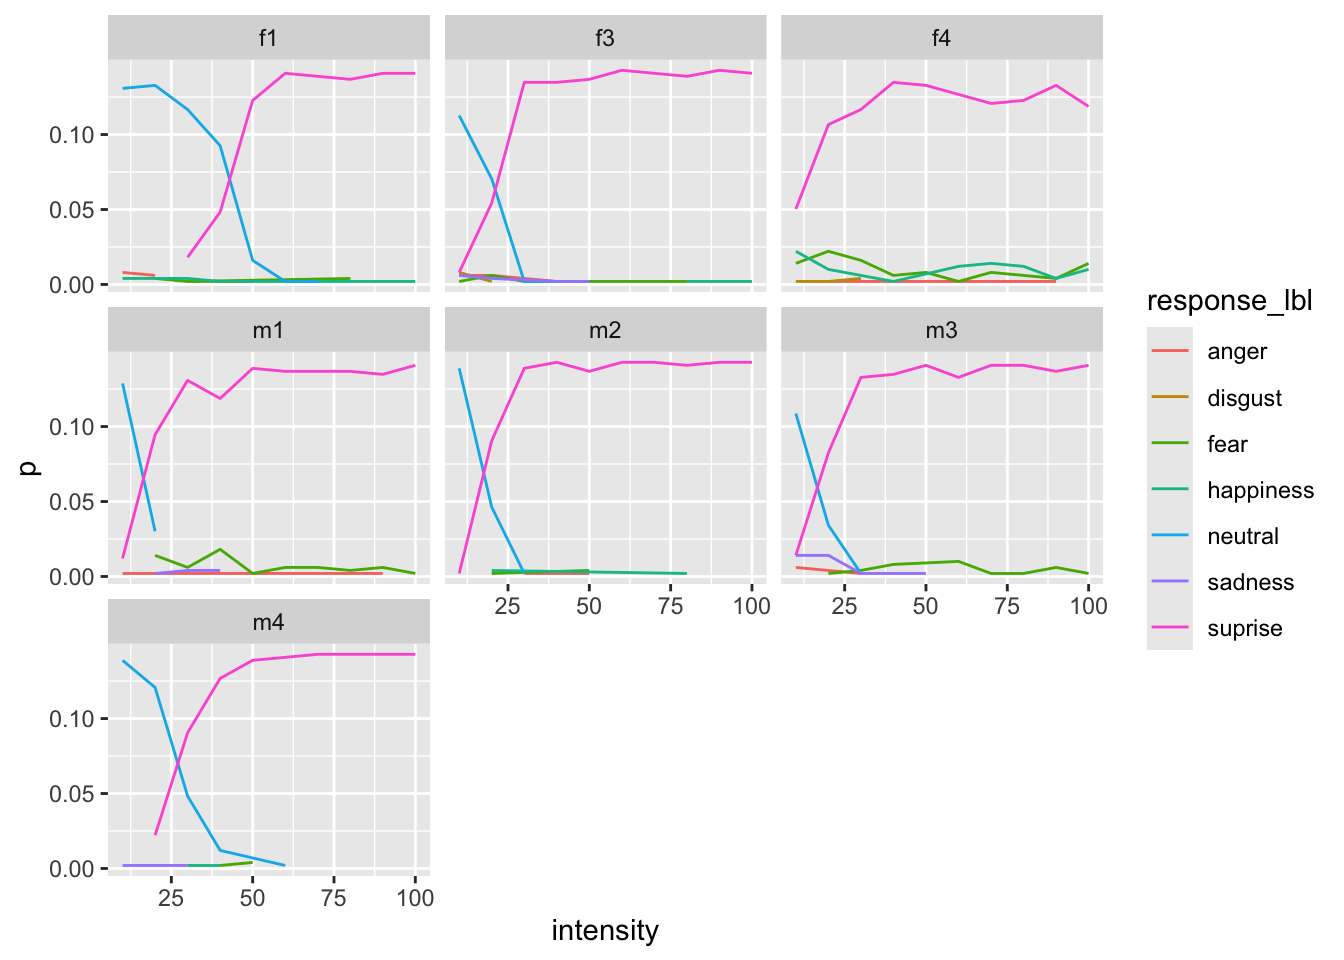 f1
f3
f4
0.10
0.05
0.00
m1
m2
m3
0.10
0.05
0.00
25 50 75 100
25 50 75 100
m4
0.10
0.05
0.00
25 50 75 100
p
intensity
response_lbl
anger
disgust
fear
happiness
neutral
sadness
suprise